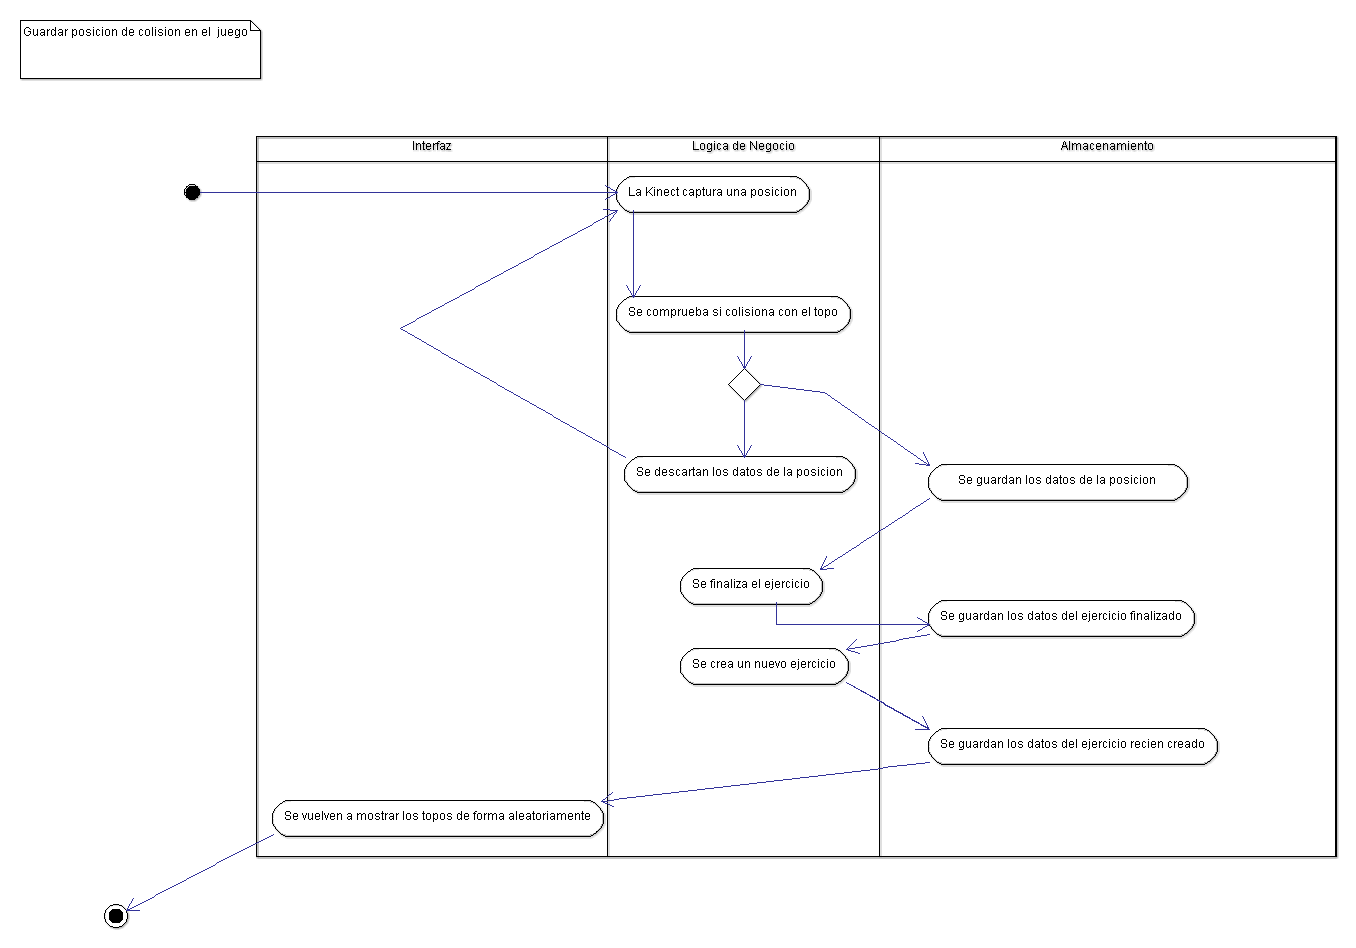 Guardar posicion de colision en el juego
Interfaz
Logica de Negocio
Almacenamiento
La Kinect captura una posicion
Se comprueba si colisiona con el topo
Se descartan los datos de la posicion
Se guardan los datos de la posicion
Se finaliza el ejercicio
Se guardan los datos del ejercicio finalizado
Se crea un nuevo ejercicio
Se guardan los datos del ejercicio recien creado
Se vuelven a mostrar los topos de forma aleatoriamente